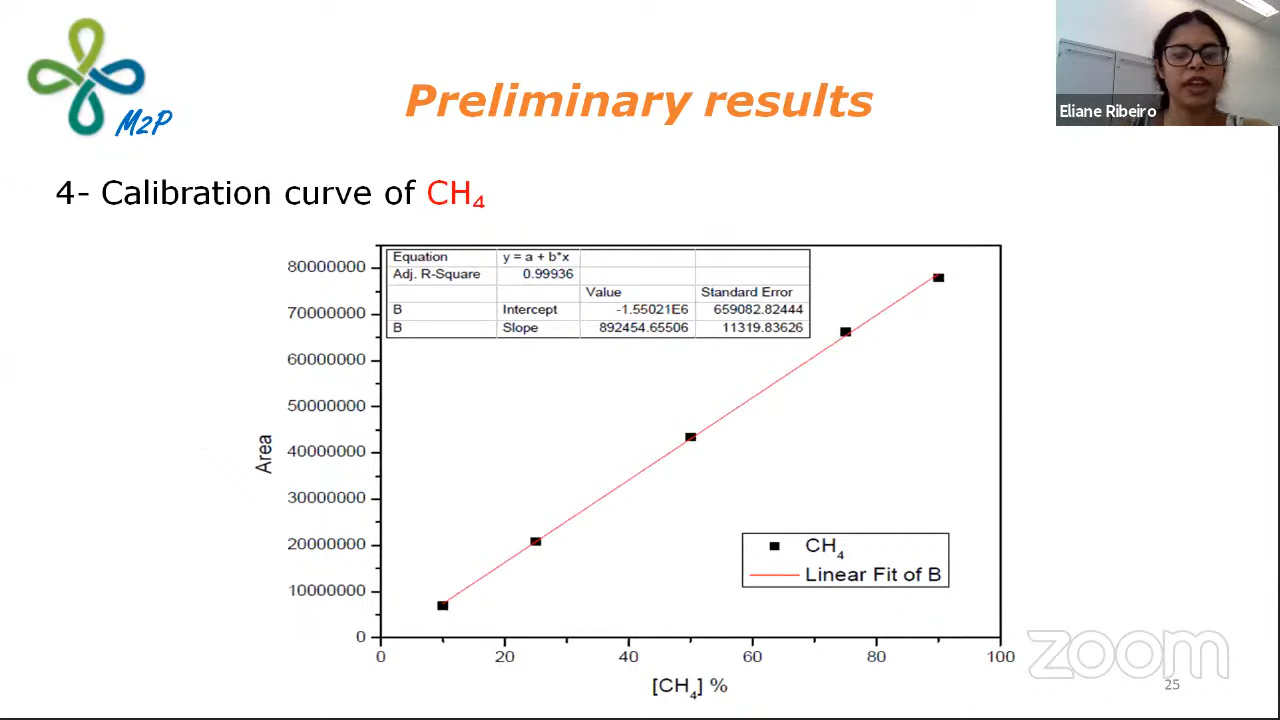 M2P
Preliminary results
Eliane Ribeiro
4- Calibration curve of CH₄
Equation y = a + b*x
Adj. R-Square 0.99936
Value Standard Error
B Intercept -1.55021E6 659082.82444
B Slope 892454.65506 11319.83626
80000000
70000000
60000000
50000000
40000000
30000000
20000000
10000000
0
Area
CH₄
Linear Fit of B
0 20 40 60 80 100
[CH₄] %
zoom
25